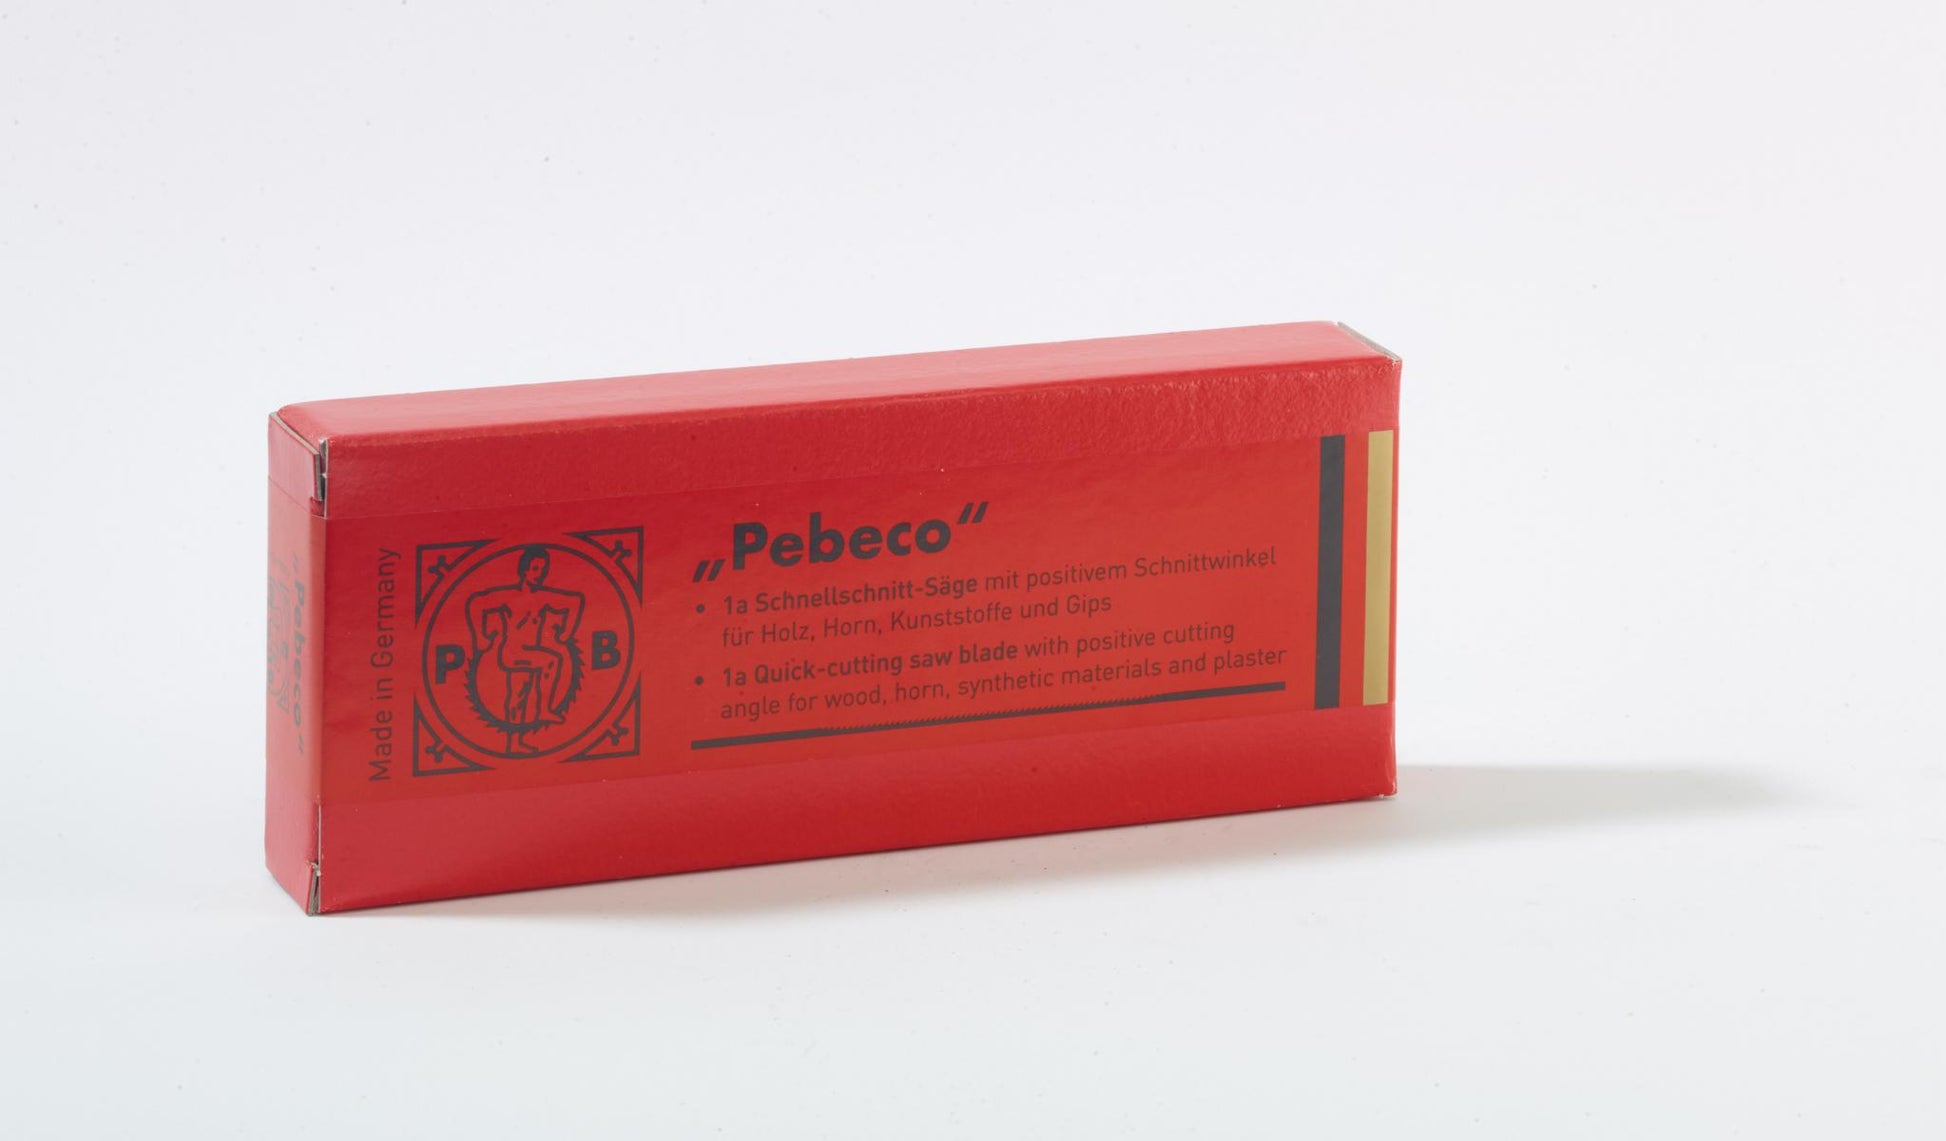 Made in Germany
P B
„Pebeco“
• 1a Schnellschnitt-Säge mit positivem Schnittwinkel
für Holz, Horn, Kunststoffe und Gips
• 1a Quick-cutting saw blade with positive cutting
angle for wood, horn, synthetic materials and plaster
„Pebeco“